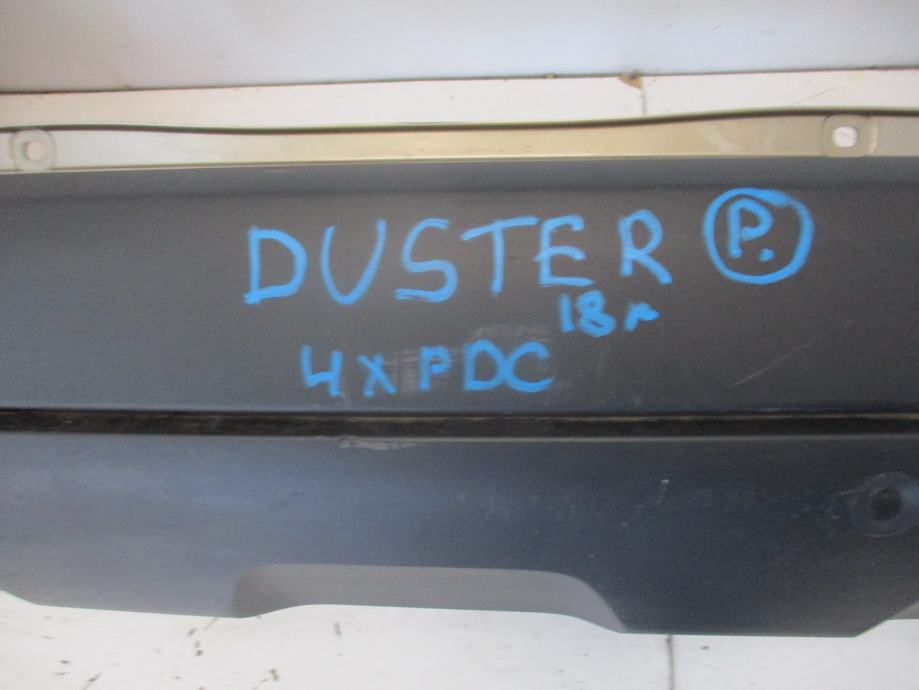 DUSTER P.
18r
4XPDC